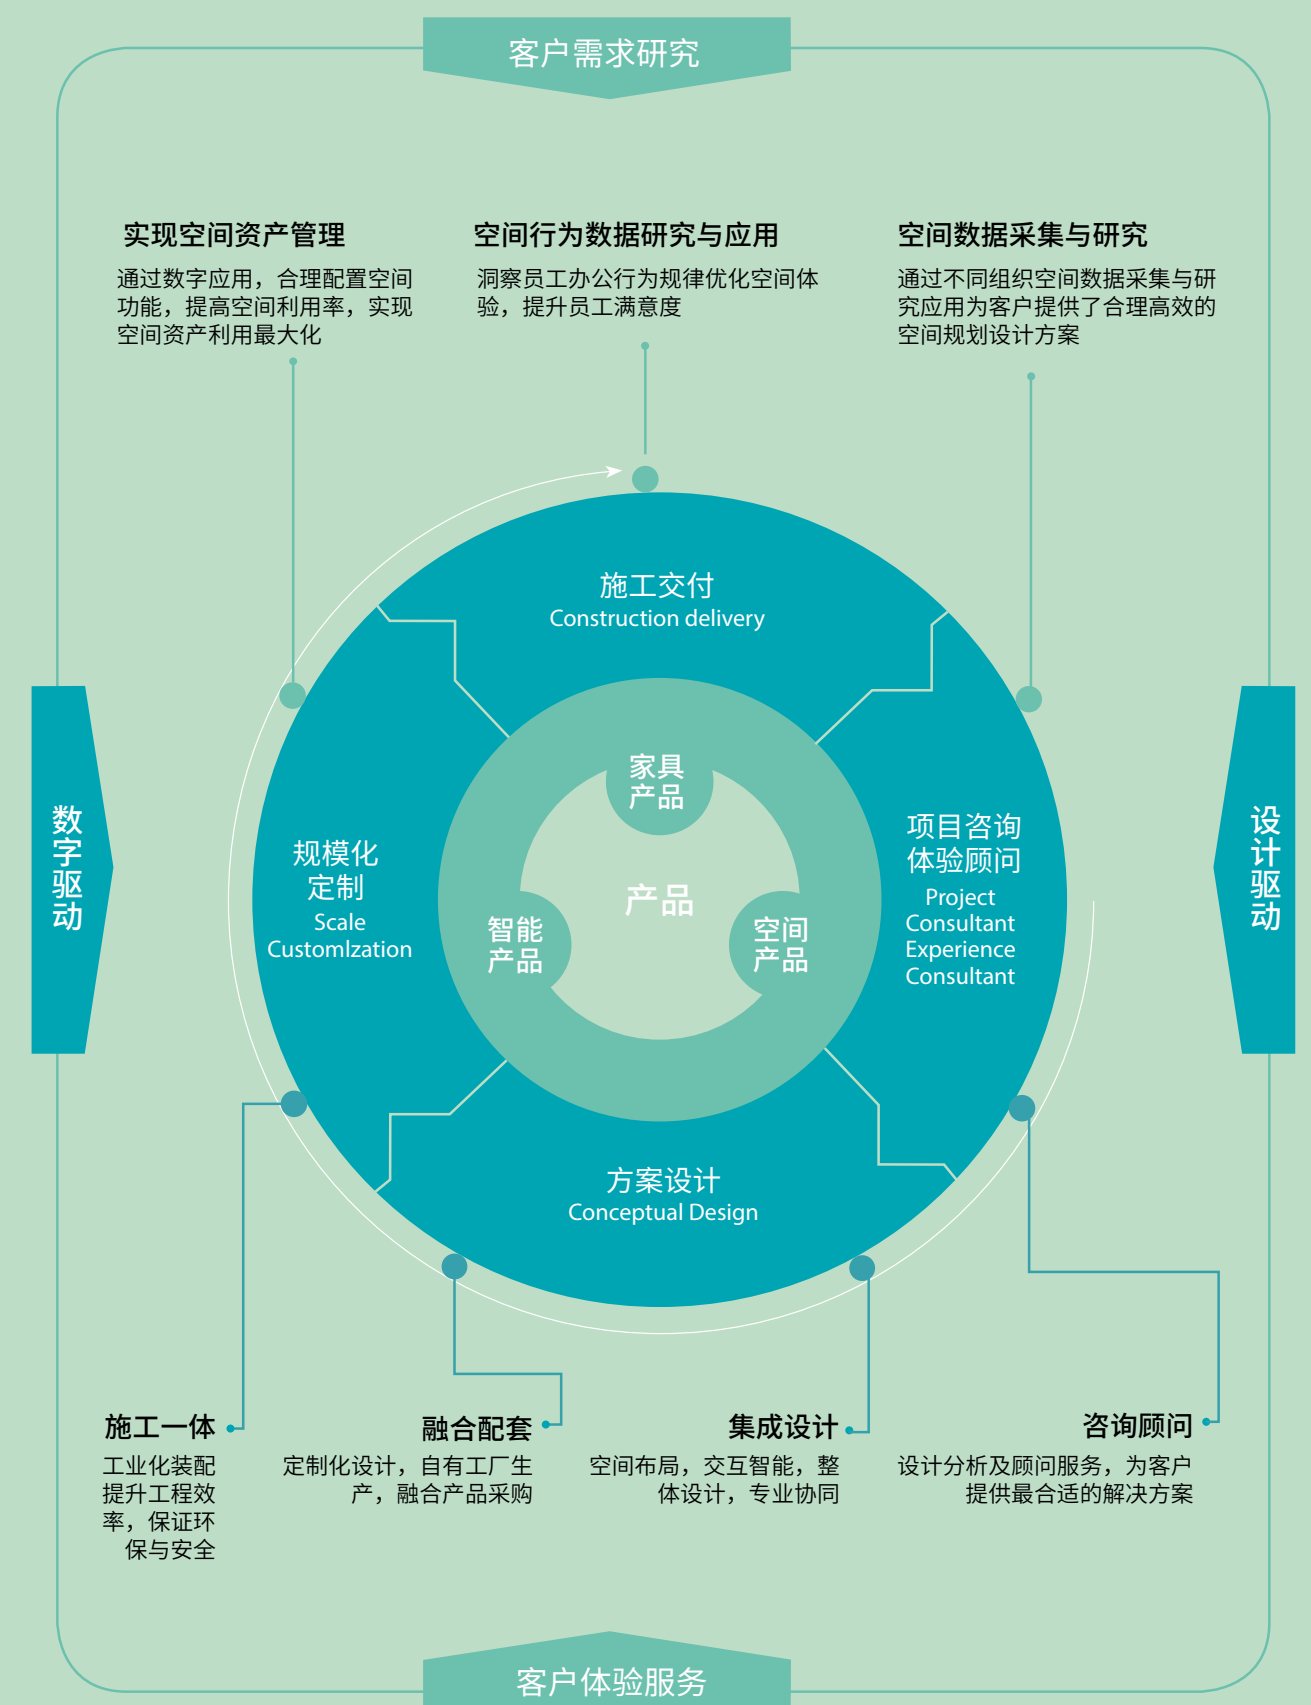 客户需求研究
实现空间资产管理
通过数字应用，合理配置空间
功能，提高空间利用率，实现
空间资产利用最大化
空间行为数据研究与应用
洞察员工办公行为规律优化空间体
验，提升员工满意度
空间数据采集与研究
通过不同组织空间数据采集与研
究应用为客户提供了合理高效的
空间规划设计方案
施工交付
Construction delivery
数字驱动
规模化
定制
Scale
Customlzation
家具
产品
产品
智能
产品
空间
产品
项目咨询
体验顾问
Project
Consultant
Experience
Consultant
设计驱动
方案设计
Conceptual Design
施工一体
工业化装配
提升工程效
率，保证环
保与安全
融合配套
定制化设计，自有工厂生
产，融合产品采购
集成设计
空间布局，交互智能，整
体设计，专业协同
咨询顾问
设计分析及顾问服务，为客户
提供最合适的解决方案
客户体验服务